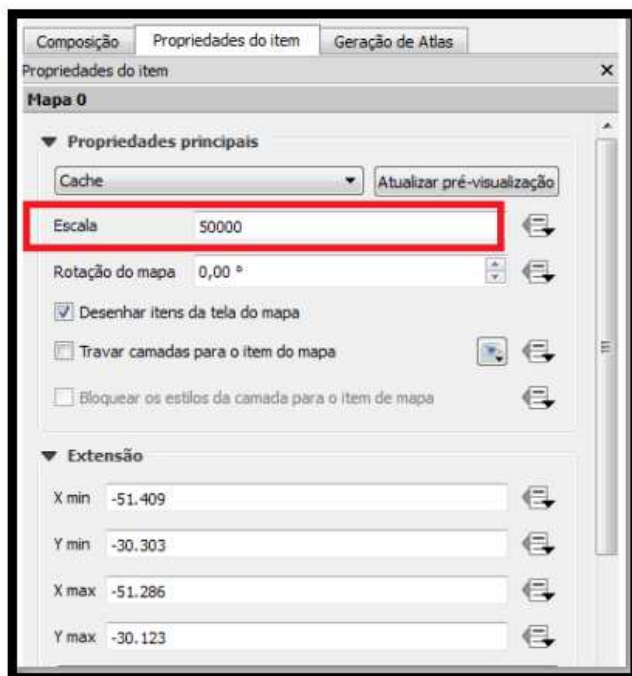 Composição Propriedades do item Geração de Atlas
Propriedades do item
Mapa 0
Propriedades principais
Cache Atualizar pré-visualização
Escala 50000
Rotação do mapa 0,00 °
Desenhar itens da tela do mapa
Travar camadas para o item do mapa
Bloquear os estilos da camada para o item de mapa
Extensão
X min -51.409
Y min -30.303
X max -51.286
Y max -30.123